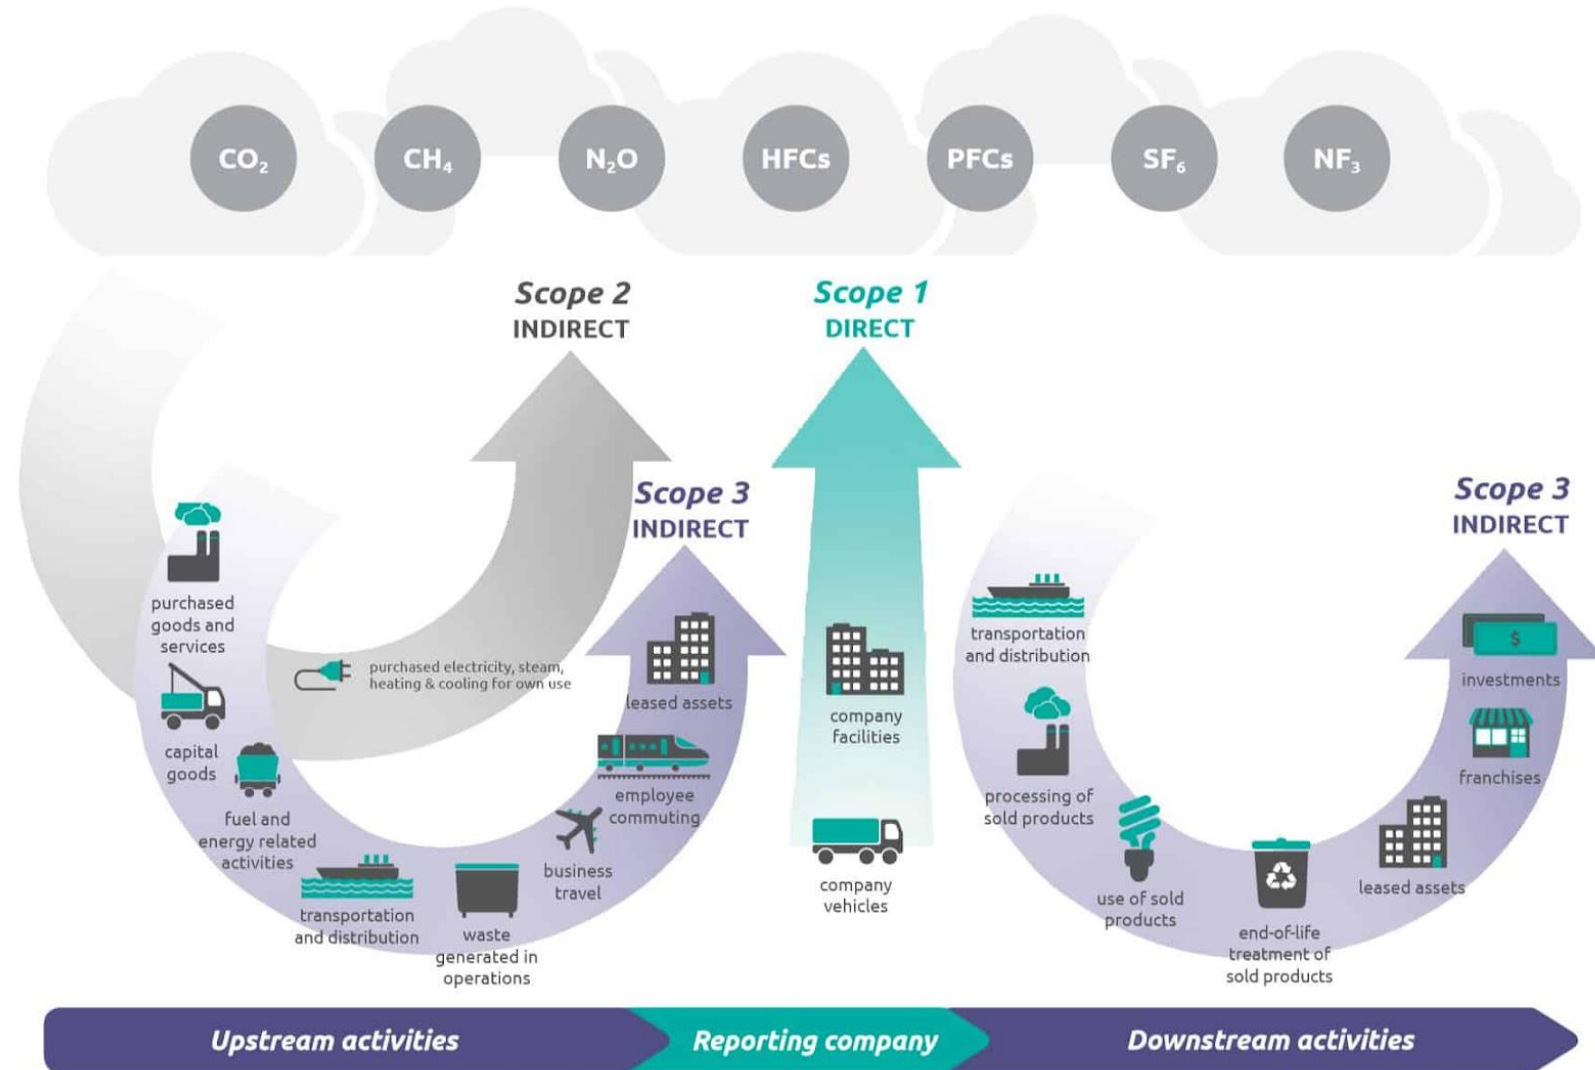 CO₂
CH₄
N₂O
HFCs
PFCs
SF₆
NF₃
Scope 2
INDIRECT
Scope 1
DIRECT
Scope 3
INDIRECT
Scope 3
INDIRECT
purchased
goods and
services
capital
goods
fuel and
energy related
activities
transportation
and distribution
waste
generated in
operations
business
travel
employee
commuting
leased assets
purchased electricity, steam,
heating & cooling for own use
company
facilities
company
vehicles
transportation
and distribution
processing of
sold products
use of sold
products
end-of-life
treatment of
sold products
leased assets
franchises
$
investments
Upstream activities
Reporting company
Downstream activities